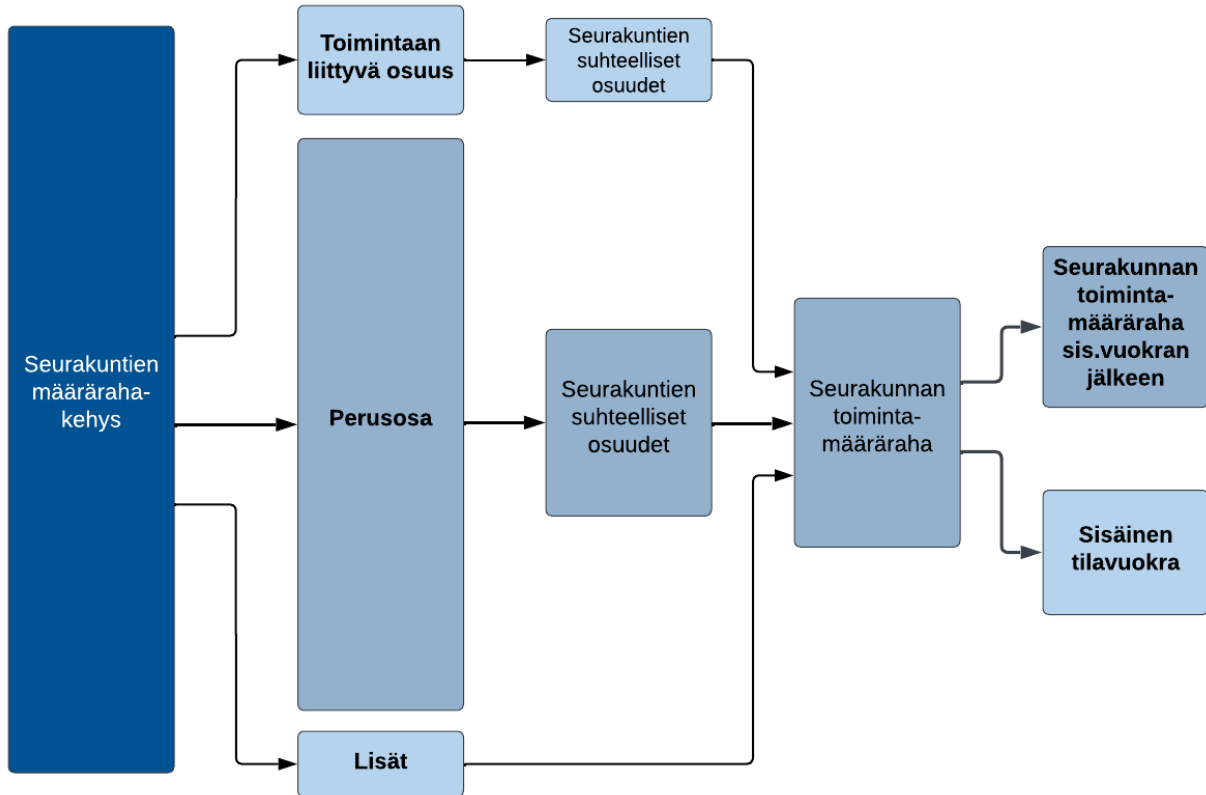 Seurakuntien
määräraha-
kehys
Toimintaan
liittyvä osuus
Seurakuntien
suhteelliset
osuudet
Perusosa
Seurakuntien
suhteelliset
osuudet
Lisät
Seurakunnan
toiminta-
määräraha
Seurakunnan
toiminta-
määräraha
sis.vuokran
jälkeen
Sisäinen
tilavuokra